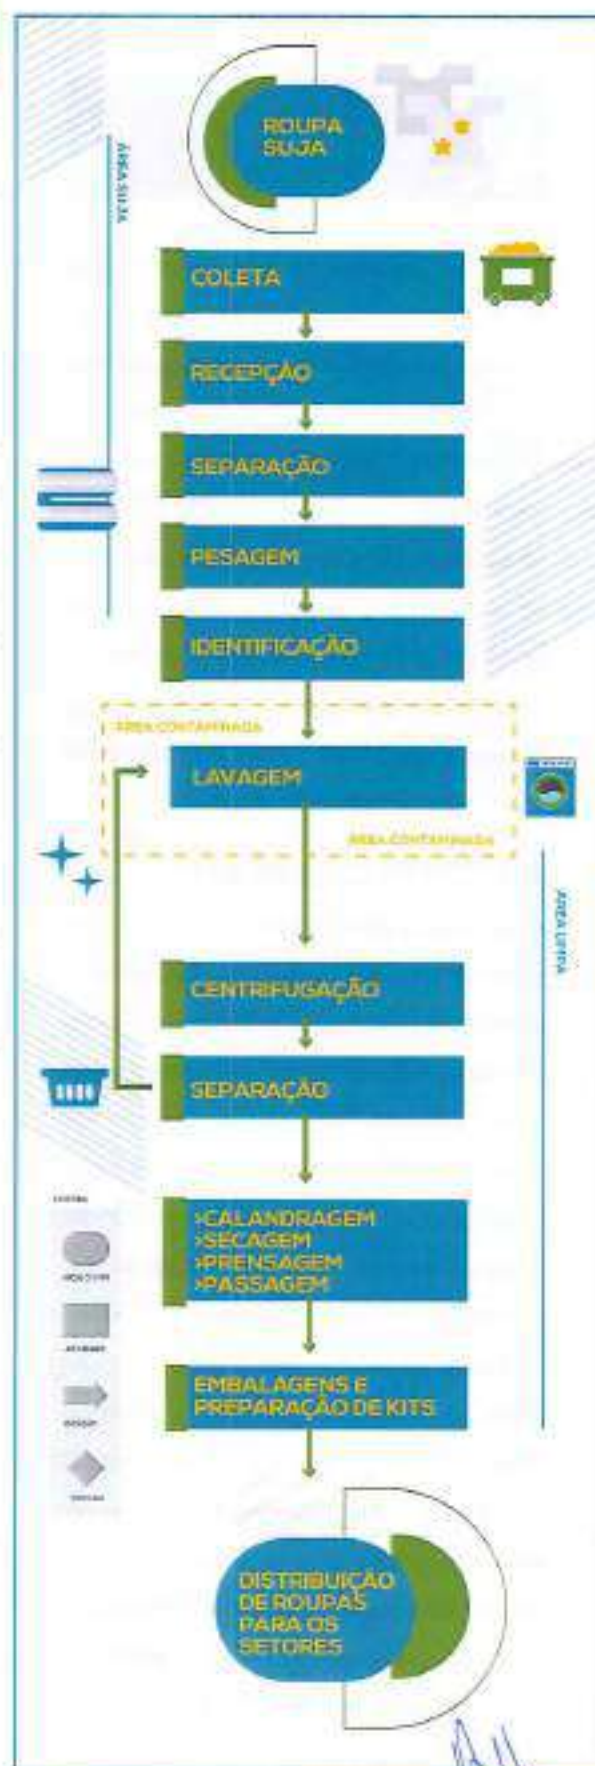 ROUPA
SUJA
ÁREA SUJA
COLETA
RECEPÇÃO
SEPARAÇÃO
PESAGEM
IDENTIFICAÇÃO
ÁREA CONTAMINADA
LAVAGEM
ÁREA CONTAMINADA
ÁREA LIMPA
CENTRIFUGAÇÃO
SEPARAÇÃO
>CALANDRAGEM
>SECAGEM
>PRENSAGEM
>PASSAGEM
EMBALAGENS E
PREPARAÇÃO DE KITS
DISTRIBUIÇÃO
DE ROUPAS
PARA OS
SETORES